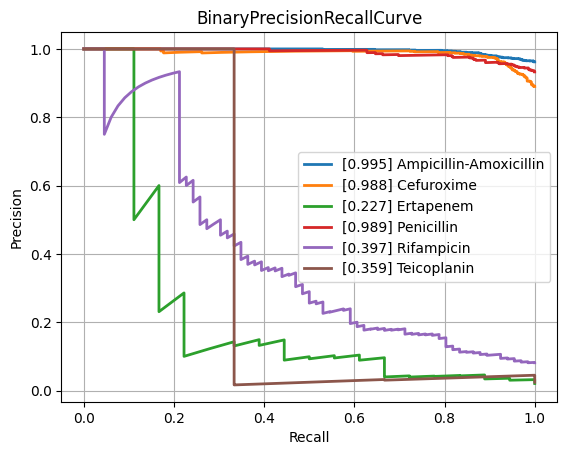 BinaryPrecisionRecallCurve
Precision
1.0
0.8
0.6
0.4
0.2
0.0
[0.995] Ampicillin-Amoxicillin
[0.988] Cefuroxime
[0.227] Ertapenem
[0.989] Penicillin
[0.397] Rifampicin
[0.359] Teicoplanin
0.0 0.2 0.4 0.6 0.8 1.0
Recall